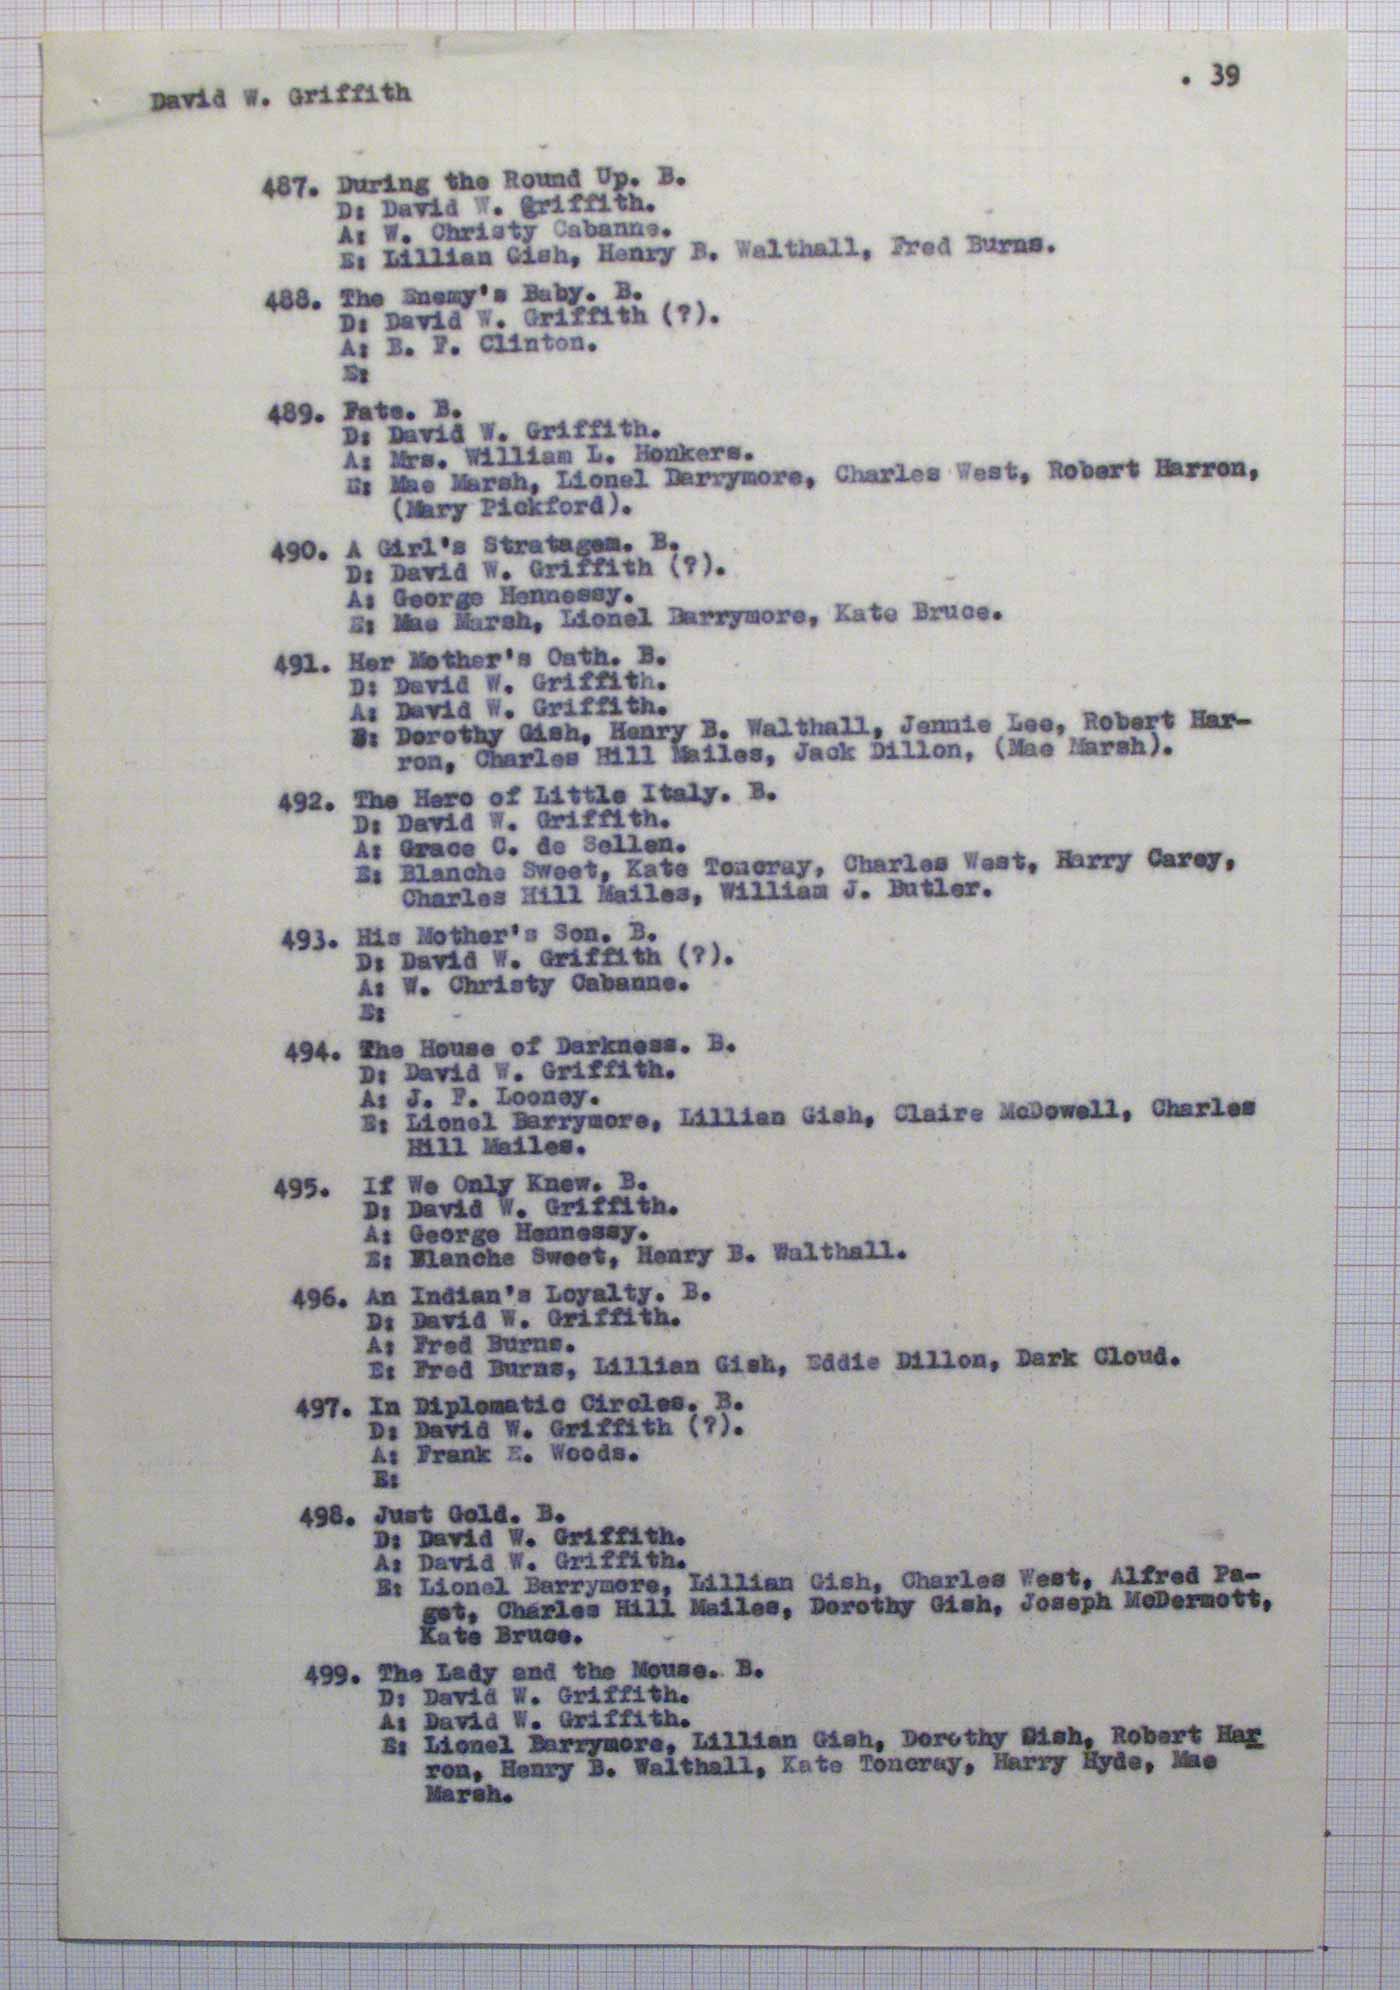 David W. Griffith
. 39
487. During the Round Up. B.
D: David W. Griffith.
A: W. Christy Cabanne.
E: Lillian Gish, Henry B. Walthall, Fred Burns.
488. The Enemy's Baby. B.
D: David W. Griffith (?).
A: B. F. Clinton.
E:
489. Fate. B.
D: David W. Griffith.
A: Mrs. William L. Honkers.
E: Mae Marsh, Lionel Barrymore, Charles West, Robert Harron,
(Mary Pickford).
490. A Girl's Stratagem. B.
D: David W. Griffith (?).
A: George Hennessy.
E: Mae Marsh, Lionel Barrymore, Kate Bruce.
491. Her Mother's Oath. B.
D: David W. Griffith.
A: David W. Griffith.
E: Dorothy Gish, Henry B. Walthall, Jennie Lee, Robert Har-
ron, Charles Hill Mailes, Jack Dillon, (Mae Marsh).
492. The Hero of Little Italy. B.
D: David W. Griffith.
A: Grace C. de Sellen.
E: Blanche Sweet, Kate Toncray, Charles West, Harry Carey,
Charles Hill Mailes, William J. Butler.
493. His Mother's Son. B.
D: David W. Griffith (?).
A: W. Christy Cabanne.
E:
494. The House of Darkness. B.
D: David W. Griffith.
A: J. F. Looney.
E: Lionel Barrymore, Lillian Gish, Claire McDowell, Charles
Hill Mailes.
495. If We Only Knew. B.
D: David W. Griffith.
A: George Hennessy.
E: Blanche Sweet, Henry B. Walthall.
496. An Indian's Loyalty. B.
D: David W. Griffith.
A: Fred Burns.
E: Fred Burns, Lillian Gish, Eddie Dillon, Dark Cloud.
497. In Diplomatic Circles. B.
D: David W. Griffith (?).
A: Frank E. Woods.
E:
498. Just Gold. B.
D: David W. Griffith.
A: David W. Griffith.
E: Lionel Barrymore, Lillian Gish, Charles West, Alfred Pa-
get, Charles Hill Mailes, Dorothy Gish, Joseph McDermott,
Kate Bruce.
499. The Lady and the Mouse. B.
D: David W. Griffith.
A: David W. Griffith.
E: Lionel Barrymore, Lillian Gish, Dorothy Gish, Robert Har
ron, Henry B. Walthall, Kate Toncray, Harry Hyde, Mae
Marsh.